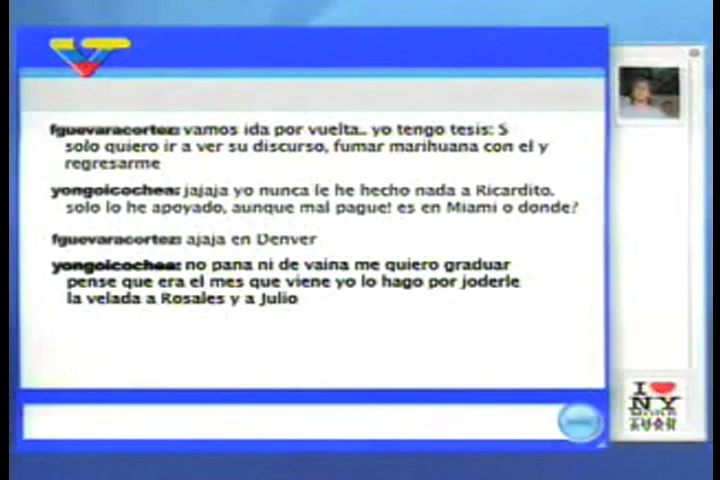 fguevaracortez: vamos ida por vuelta.. yo tengo tesis: S
solo quiero ir a ver su discurso, fumar marihuana con el y
regresarme
yongoicochea: jajaja yo nunca le he hecho nada a Ricardito,
solo lo he apoyado, aunque mal pague! es en Miami o donde?
fguevaracortez: ajaja en Denver
yongoicochea: no pana ni de vaina me quiero graduar
pense que era el mes que viene yo lo hago por joderle
la velada a Rosales y a Julio
I
NY